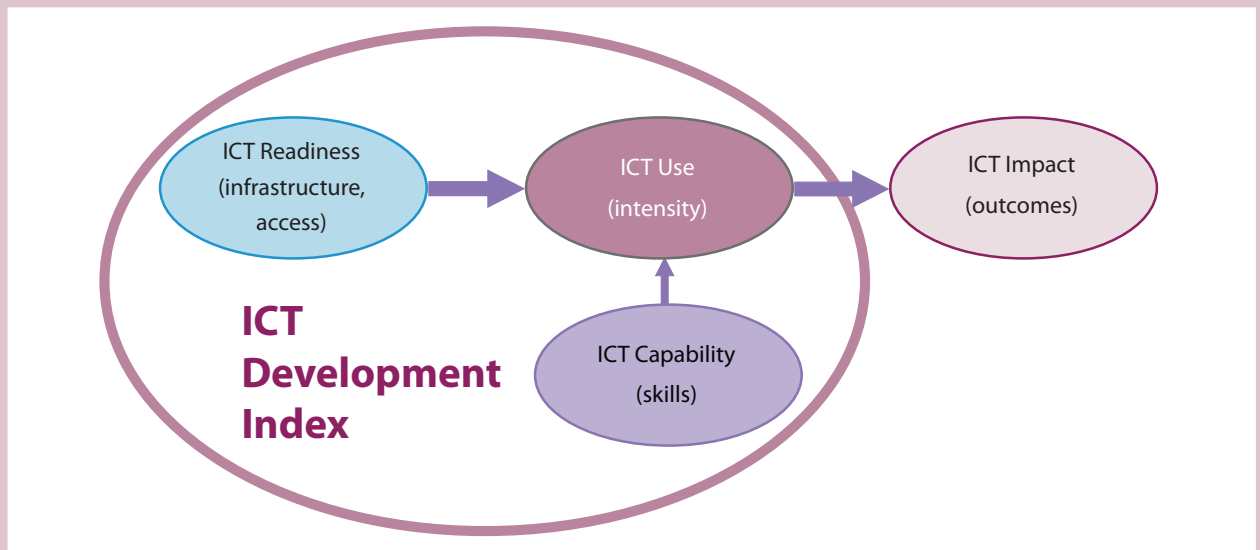 ICT Readiness
(infrastructure,
access)
ICT Use
(intensity)
ICT Impact
(outcomes)
ICT
Development
Index
ICT Capability
(skills)